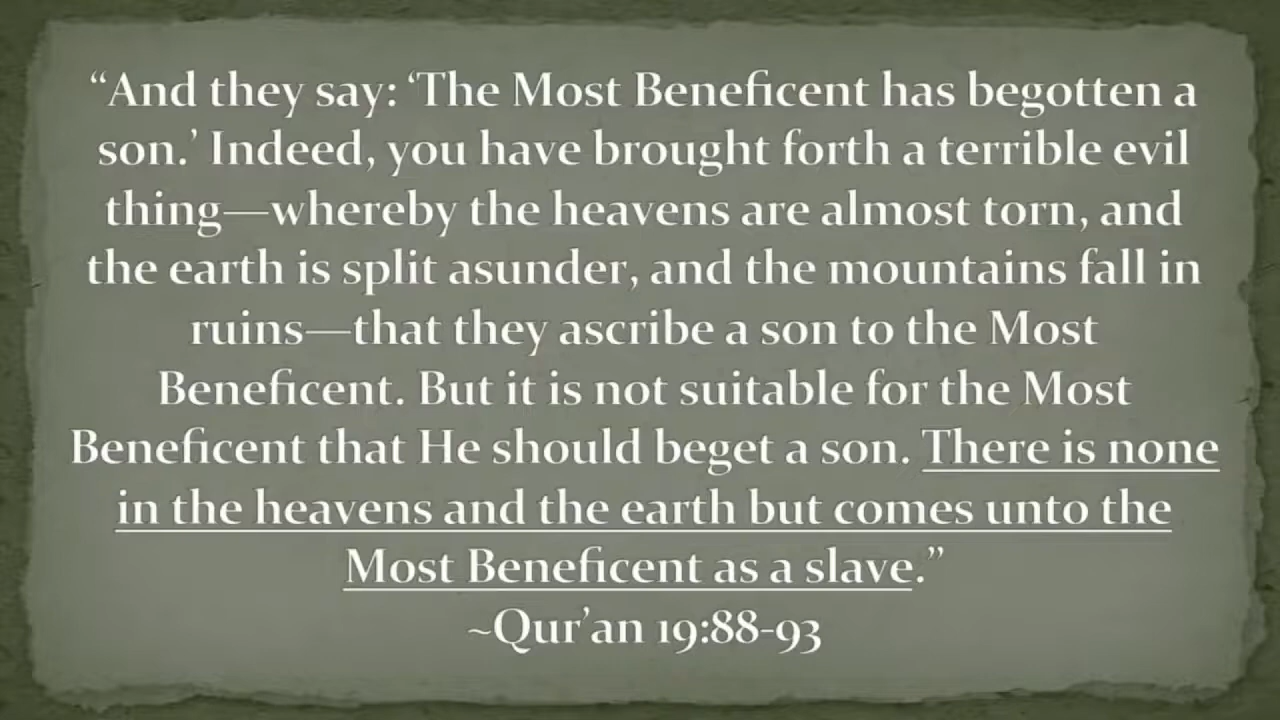 “And they say: ‘The Most Beneficent has begotten a
son.’ Indeed, you have brought forth a terrible evil
thing—whereby the heavens are almost torn, and
the earth is split asunder, and the mountains fall in
ruins—that they ascribe a son to the Most
Beneficent. But it is not suitable for the Most
Beneficent that He should beget a son. There is none
in the heavens and the earth but comes unto the
Most Beneficent as a slave.”
~Qur’an 19:88-93